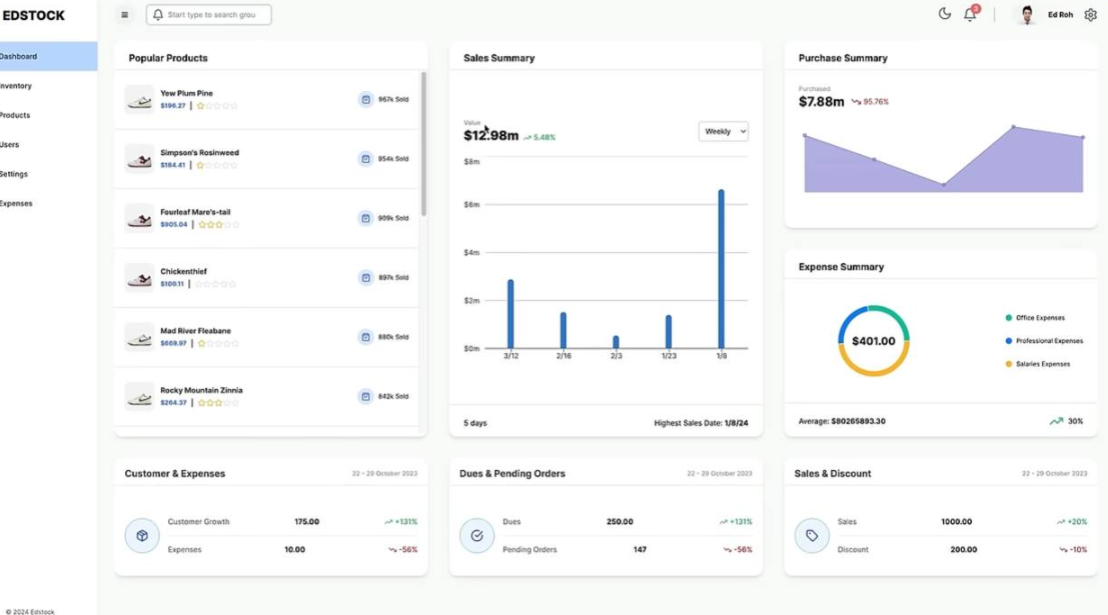 EDSTOCK
Start type to search grou
Ed Roh
Dashboard
Inventory
Products
Users
Settings
Expenses
© 2024 Edstock
Popular Products
Yew Plum Pine
$196.27 |
967k Sold
Simpson's Rosinweed
$184.41 |
954k Sold
Fourleaf Mare's-tail
$905.04 |
909k Sold
Chickenthief
$100.11 |
897k Sold
Mad River Fleabane
$669.97 |
880k Sold
Rocky Mountain Zinnia
$264.37 |
842k Sold
Sales Summary
Value
$12.98m 5.48%
Weekly
$8m
$6m
$4m
$2m
$0m
3/12 2/16 2/3 1/23 1/8
5 days
Highest Sales Date: 1/8/24
Purchase Summary
Purchased
$7.88m 95.76%
Expense Summary
$401.00
Office Expenses
Professional Expenses
Salaries Expenses
Average: $80265893.30
30%
Customer & Expenses
22 - 29 October 2023
Customer Growth 175.00 +131%
Expenses 10.00 -56%
Dues & Pending Orders
22 - 29 October 2023
Dues 250.00 +131%
Pending Orders 147 -56%
Sales & Discount
22 - 29 October 2023
Sales 1000.00 +20%
Discount 200.00 -10%